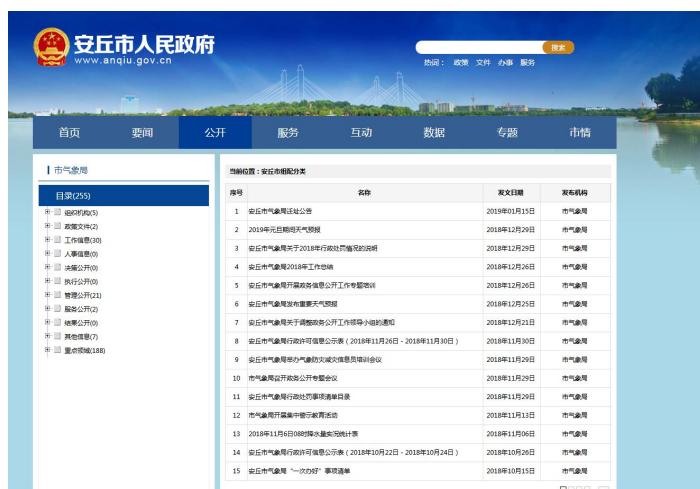 安丘市人民政府
www.anqiu.gov.cn
搜索
热词： 政策 文件 办事 服务
首页 要闻 公开 服务 互动 数据 专题 市情
市气象局
目录(255)
组织机构(5)
政策文件(2)
工作信息(30)
人事信息(0)
决策公开(0)
执行公开(0)
管理公开(21)
服务公开(2)
结果公开(0)
其他信息(7)
重点领域(188)
当前位置：安丘市组配分类
序号 名称 发文日期 发布机构
1 安丘市气象局迁址公告 2019年01月15日 市气象局
2 2019年元旦期间天气预报 2018年12月29日 市气象局
3 安丘市气象局关于2018年行政处罚情况的说明 2018年12月29日 市气象局
4 安丘市气象局2018年工作总结 2018年12月26日 市气象局
5 安丘市气象局开展政务信息公开工作专题培训 2018年12月26日 市气象局
6 安丘市气象局发布重要天气预报 2018年12月25日 市气象局
7 安丘市气象局关于调整政务公开工作领导小组的通知 2018年12月21日 市气象局
8 安丘市气象局行政许可信息公示表（2018年11月26日－2018年11月30日） 2018年11月30日 市气象局
9 安丘市气象局举办气象防灾减灾信息员培训会议 2018年11月29日 市气象局
10 市气象局召开政务公开专题会议 2018年11月29日 市气象局
11 安丘市气象局行政处罚事项清单目录 2018年11月29日 市气象局
12 市气象局开展集中警示教育活动 2018年11月13日 市气象局
13 2018年11月6日08时降水量实况统计表 2018年11月06日 市气象局
14 安丘市气象局行政许可信息公示表（2018年10月22日－2018年10月24日） 2018年10月26日 市气象局
15 安丘市气象局“一次办好”事项清单 2018年10月15日 市气象局